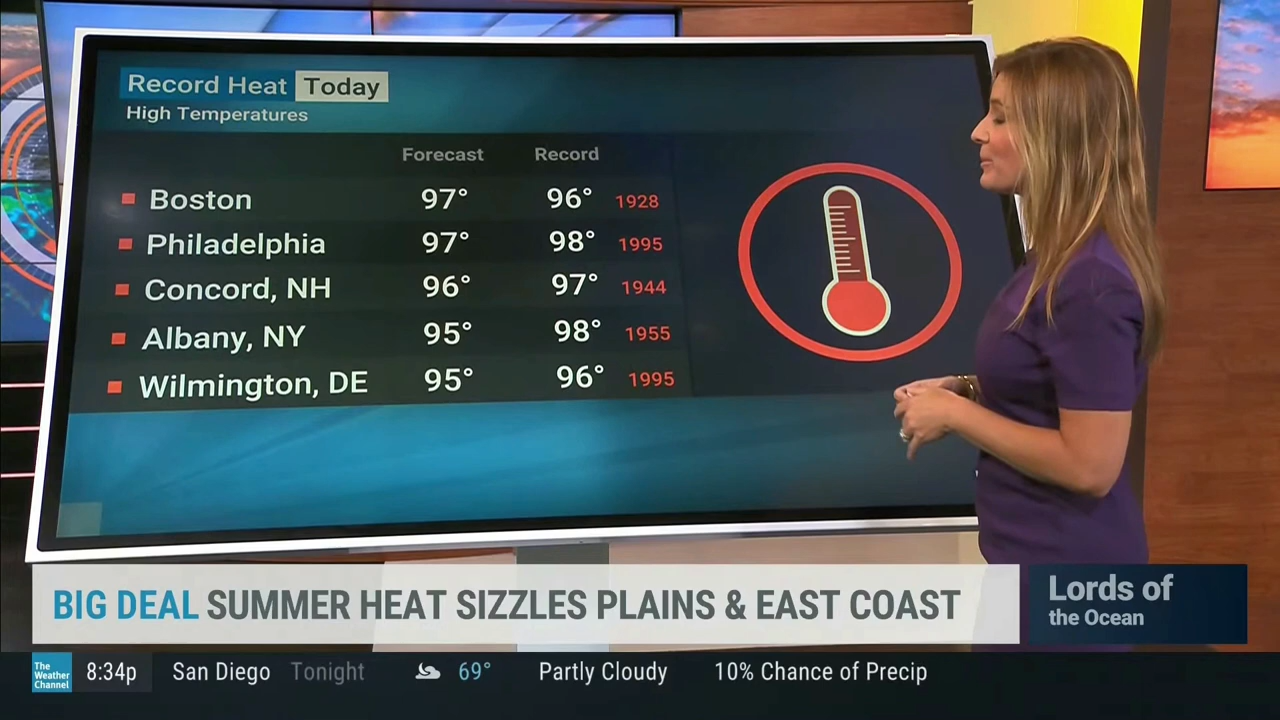 Record Heat Today
High Temperatures
Forecast Record
Boston 97° 96° 1928
Philadelphia 97° 98° 1995
Concord, NH 96° 97° 1944
Albany, NY 95° 98° 1955
Wilmington, DE 95° 96° 1995
BIG DEAL SUMMER HEAT SIZZLES PLAINS & EAST COAST
Lords of
the Ocean
The
Weather
Channel
8:34p San Diego Tonight 69° Partly Cloudy 10% Chance of Precip